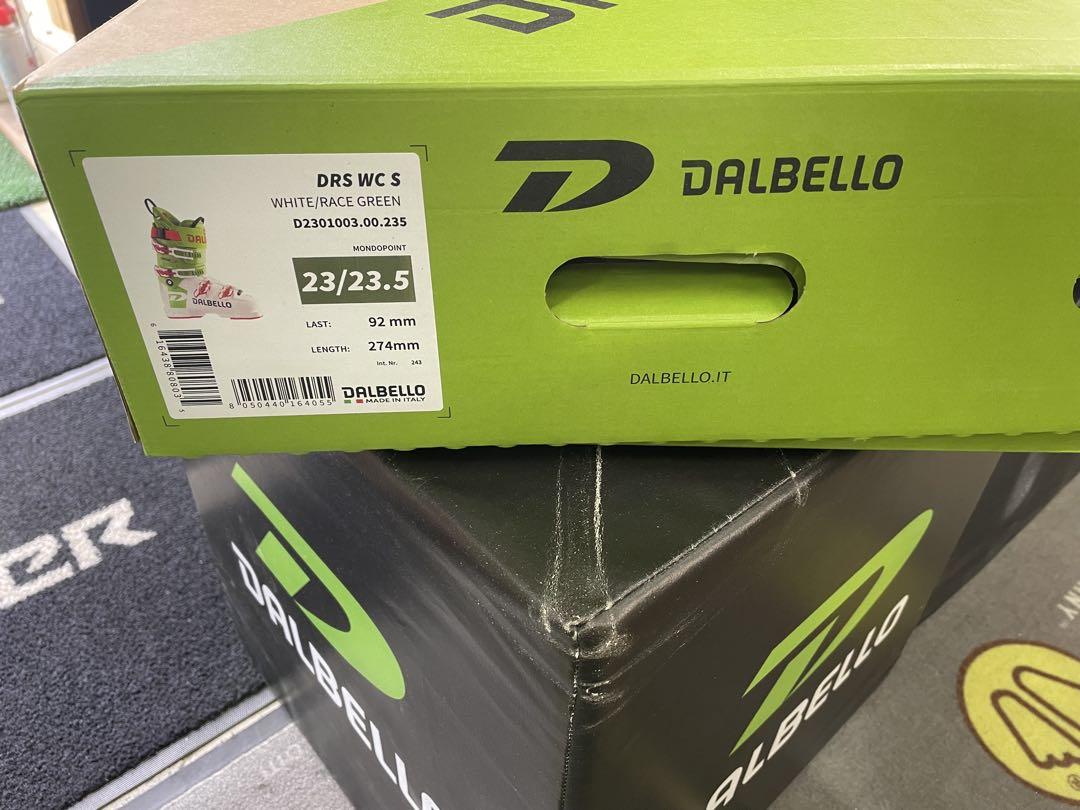 DALBELLO
DRS WC S
WHITE/RACE GREEN
D2301003.00.235
MONDOPOINT
23/23.5
LAST: 92 mm
LENGTH: 274mm
Int. Nr. 243
DALBELLO
DALBELLO
MADE IN ITALY
8 050440 164055
DALBELLO.IT
DALBELLO
DALBELLO